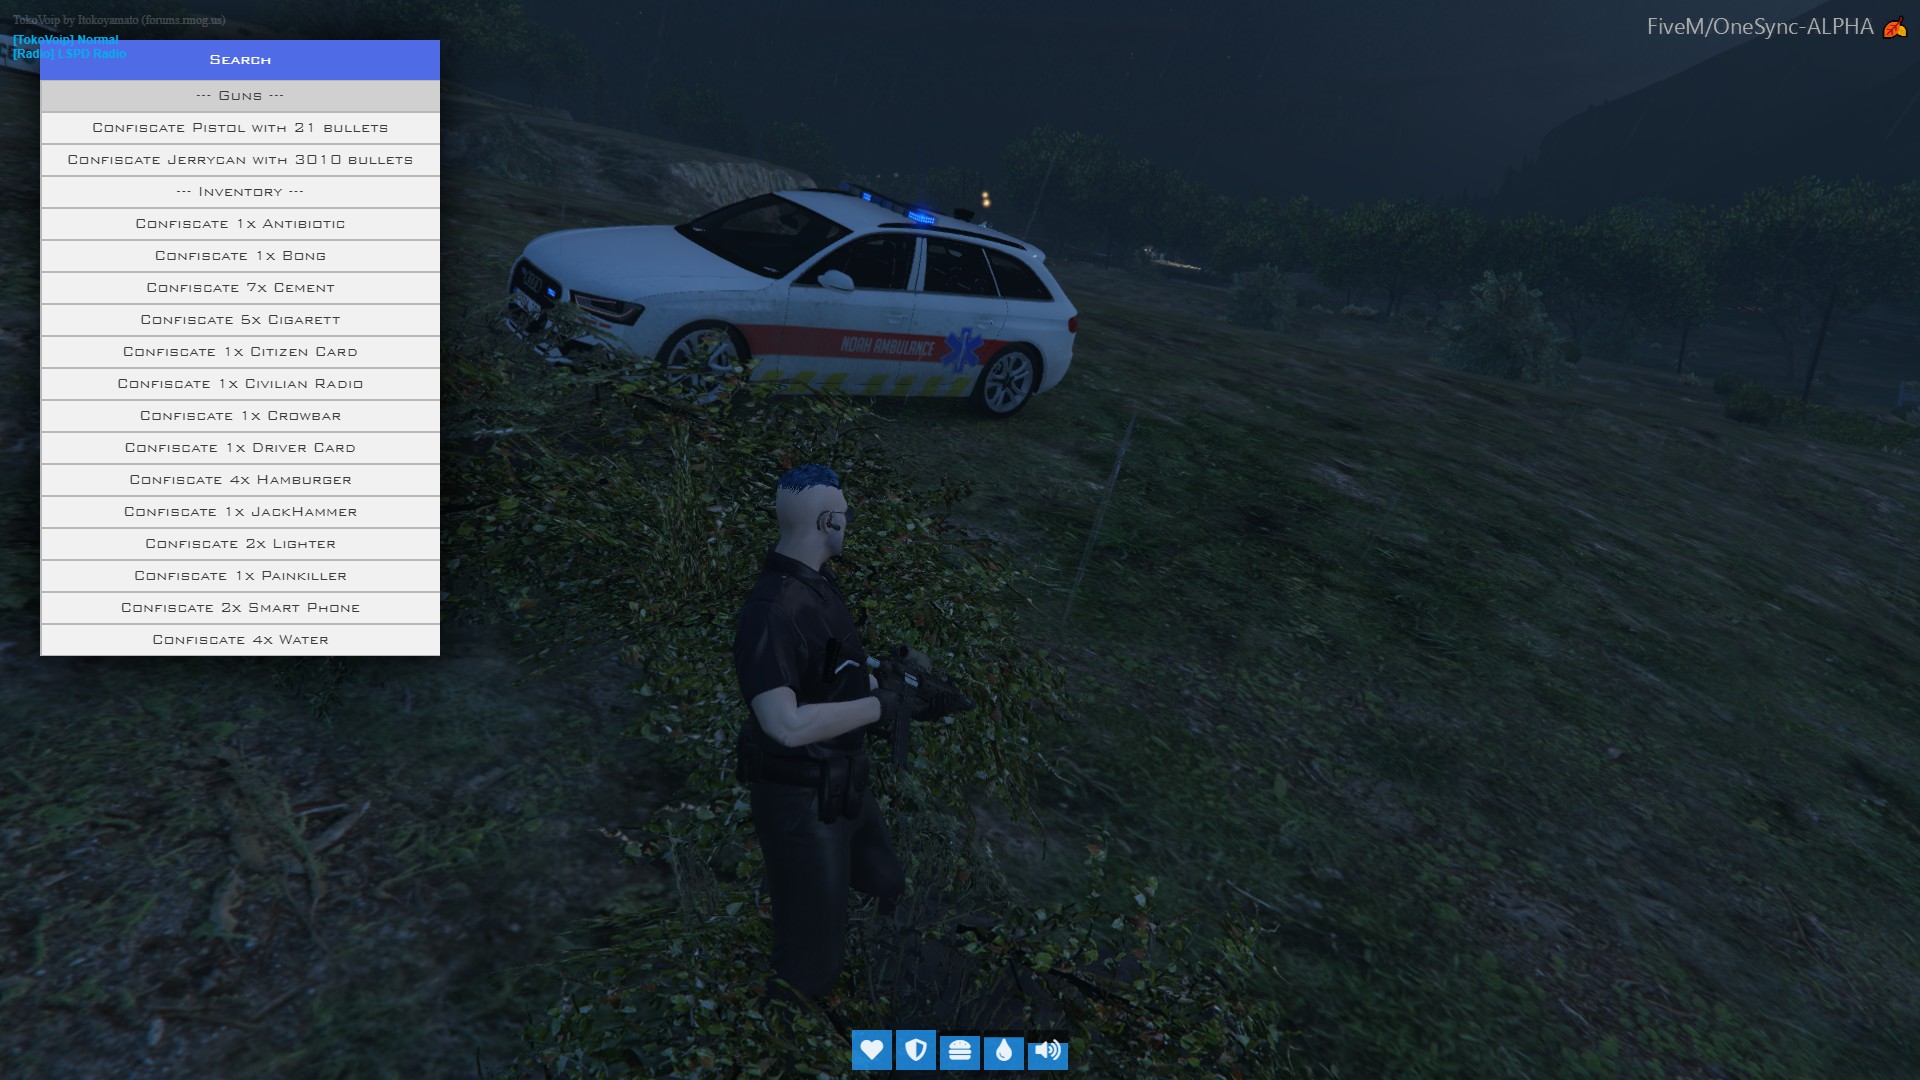 TokoVoip by Itokoyamato (forums.rmog.us)
[TokoVoip] Normal
[Radio] LSPD Radio
FiveM/OneSync-ALPHA
Search
--- Guns ---
Confiscate Pistol with 21 bullets
Confiscate Jerrycan with 3010 bullets
--- Inventory ---
Confiscate 1x Antibiotic
Confiscate 1x Bong
Confiscate 7x Cement
Confiscate 5x Cigarett
Confiscate 1x Citizen Card
Confiscate 1x Civilian Radio
Confiscate 1x Crowbar
Confiscate 1x Driver Card
Confiscate 4x Hamburger
Confiscate 1x JackHammer
Confiscate 2x Lighter
Confiscate 1x Painkiller
Confiscate 2x Smart Phone
Confiscate 4x Water
NOAH AMBULANCE